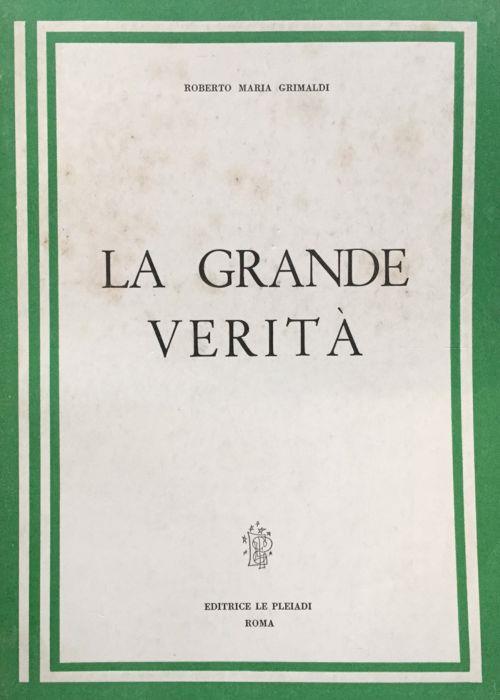 ROBERTO MARIA GRIMALDI
LA GRANDE
VERITÀ
EDITRICE LE PLEIADI
ROMA